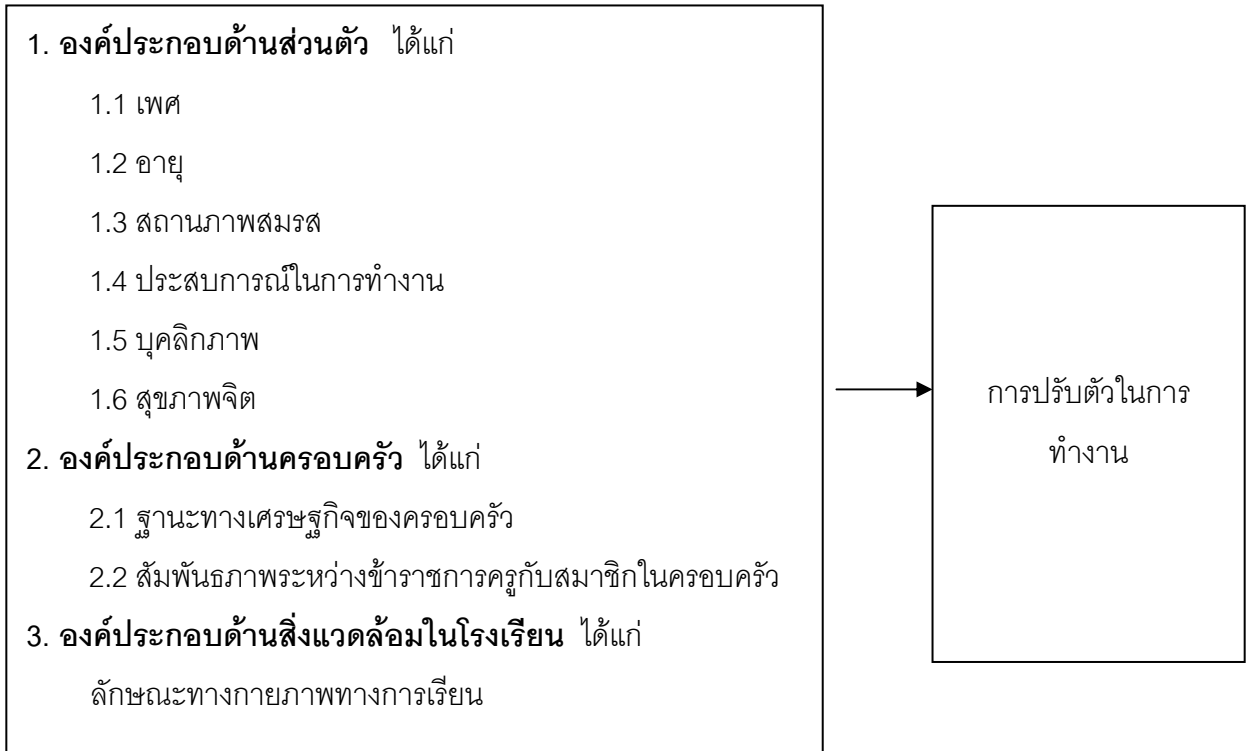 1. องค์ประกอบด้านส่วนตัว ได้แก่
1.1 เพศ
1.2 อายุ
1.3 สถานภาพสมรส
1.4 ประสบการณ์ในการทำงาน
1.5 บุคลิกภาพ
1.6 สุขภาพจิต
2. องค์ประกอบด้านครอบครัว ได้แก่
2.1 ฐานะทางเศรษฐกิจของครอบครัว
2.2 สัมพันธภาพระหว่างข้าราชการครูกับสมาชิกในครอบครัว
3. องค์ประกอบด้านสิ่งแวดล้อมในโรงเรียน ได้แก่
ลักษณะทางกายภาพทางการเรียน
การปรับตัวในการ
ทำงาน